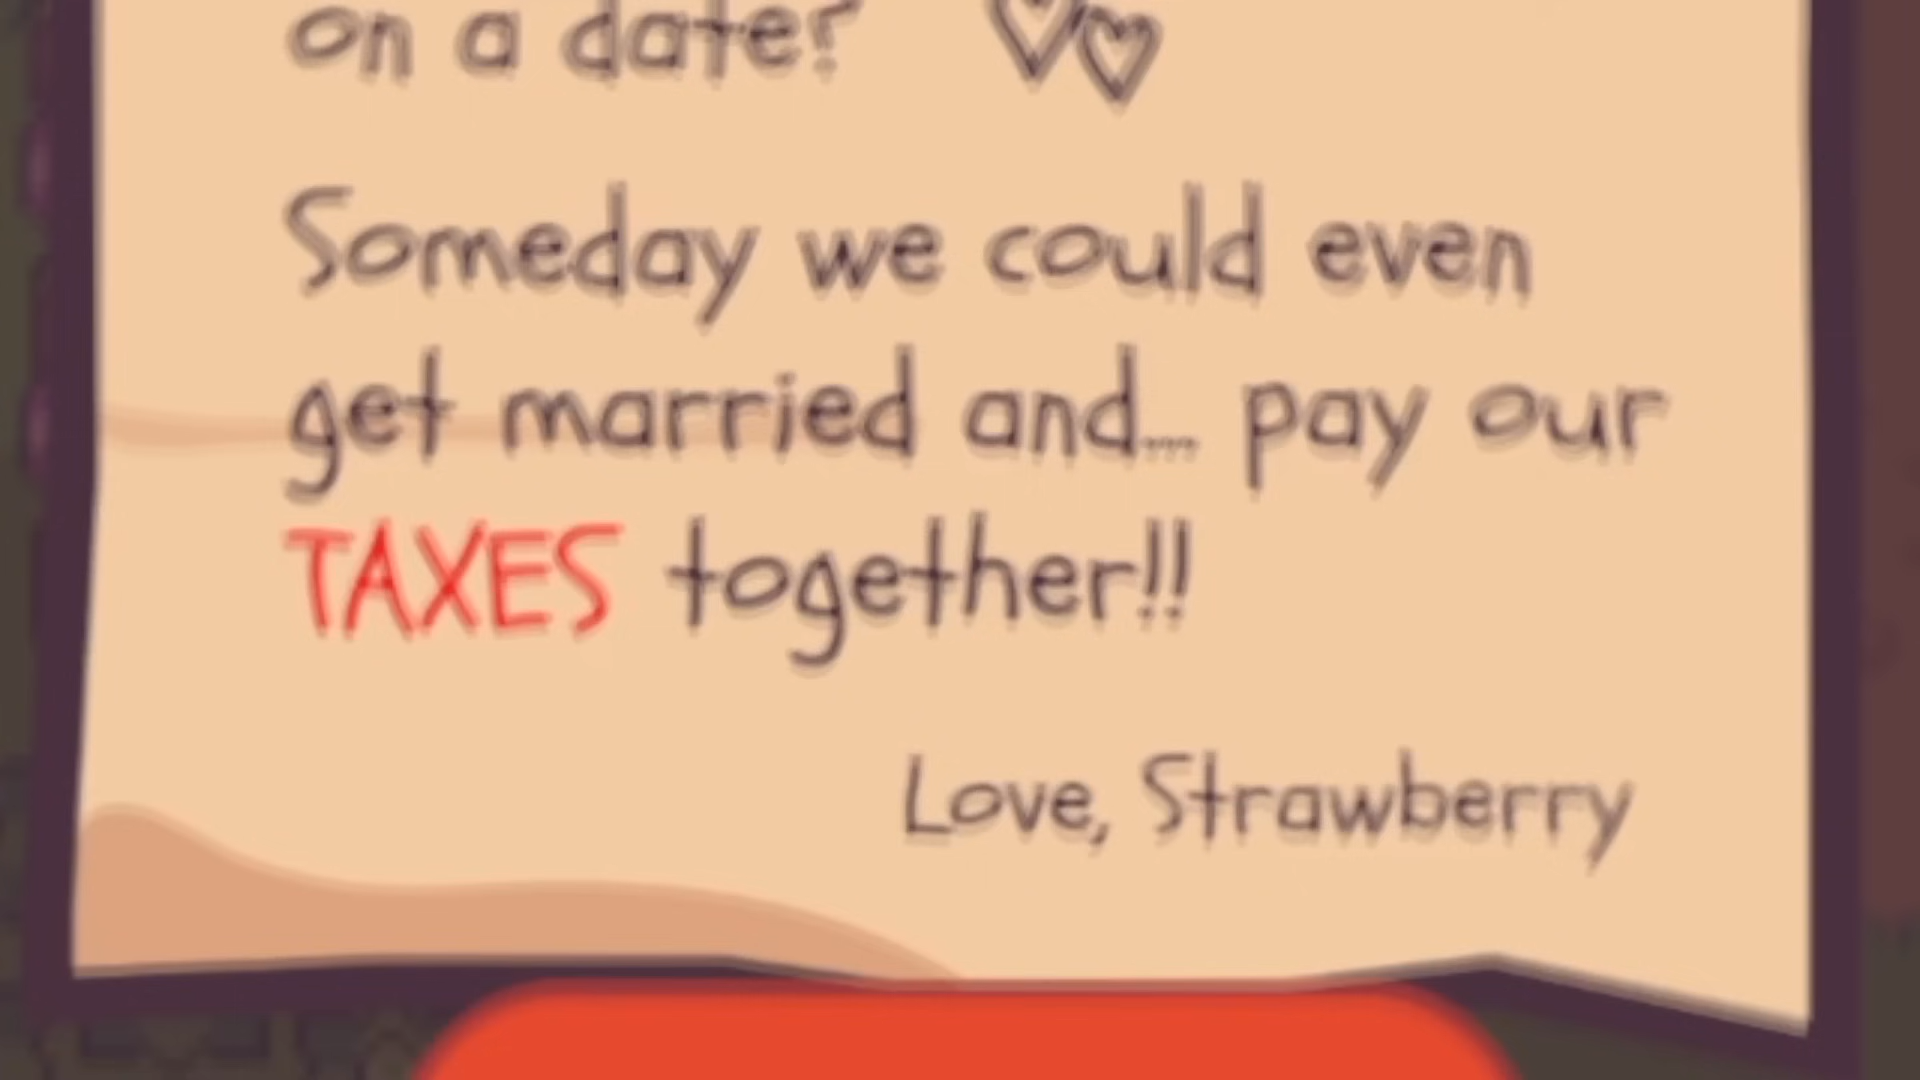 on a date?
Someday we could even
get married and... pay our
TAXES together!!
Love, Strawberry